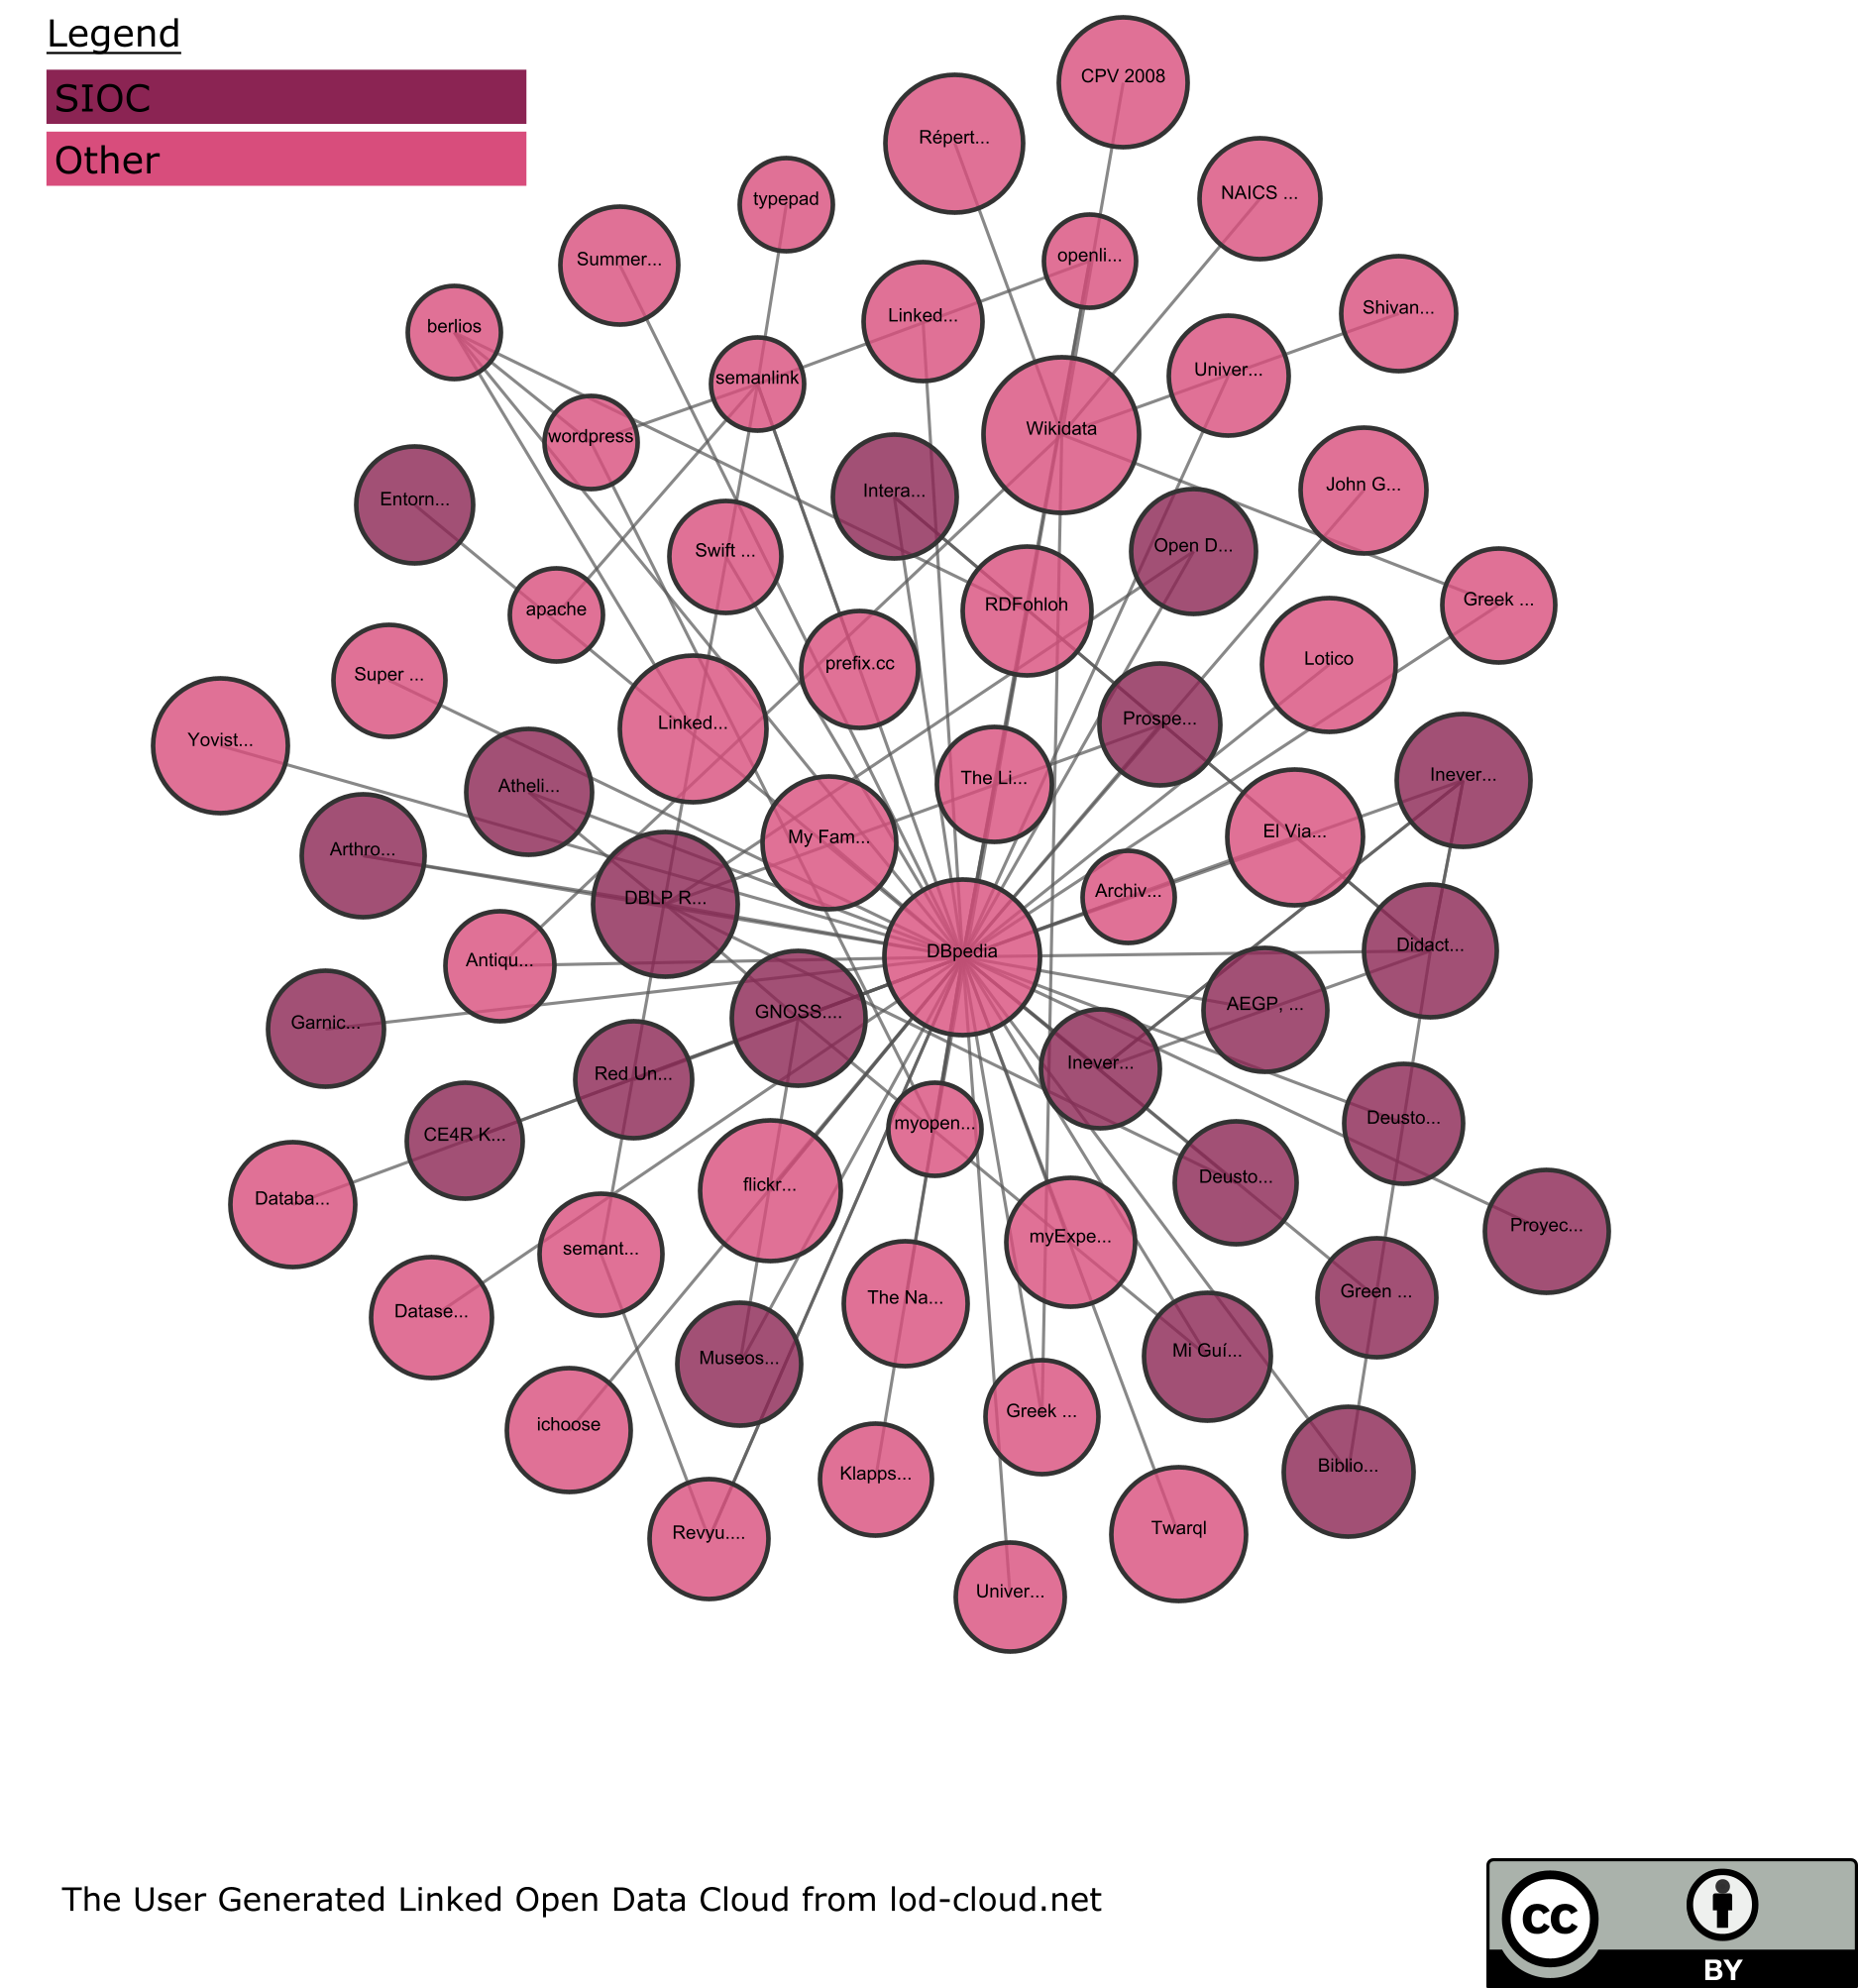 Legend
SIOC
Other
CPV 2008
Répert...
NAICS ...
typepad
openli...
Summer...
Linked...
Shivan...
berlios
Univer...
semanlink
wordpress
Wikidata
Intera...
John G...
Entorn...
Swift ...
Open D...
apache
RDFohloh
Greek ...
prefix.cc
Lotico
Super ...
Linked...
Prospe...
Yovist...
Atheli...
The Li...
Inever...
My Fam...
El Via...
Arthro...
DBLP R...
Archiv...
Antiqu...
DBpedia
Didact...
Garnic...
GNOSS....
AEGP, ...
Red Un...
Inever...
CE4R K...
myopen...
Deusto...
Databa...
flickr...
Deusto...
Proyec...
semant...
myExpe...
Datase...
The Na...
Green ...
Museos...
Mi Guí...
ichoose
Greek ...
Klapps...
Biblio...
Revyu....
Twarql
Univer...
The User Generated Linked Open Data Cloud from lod-cloud.net
cc
BY